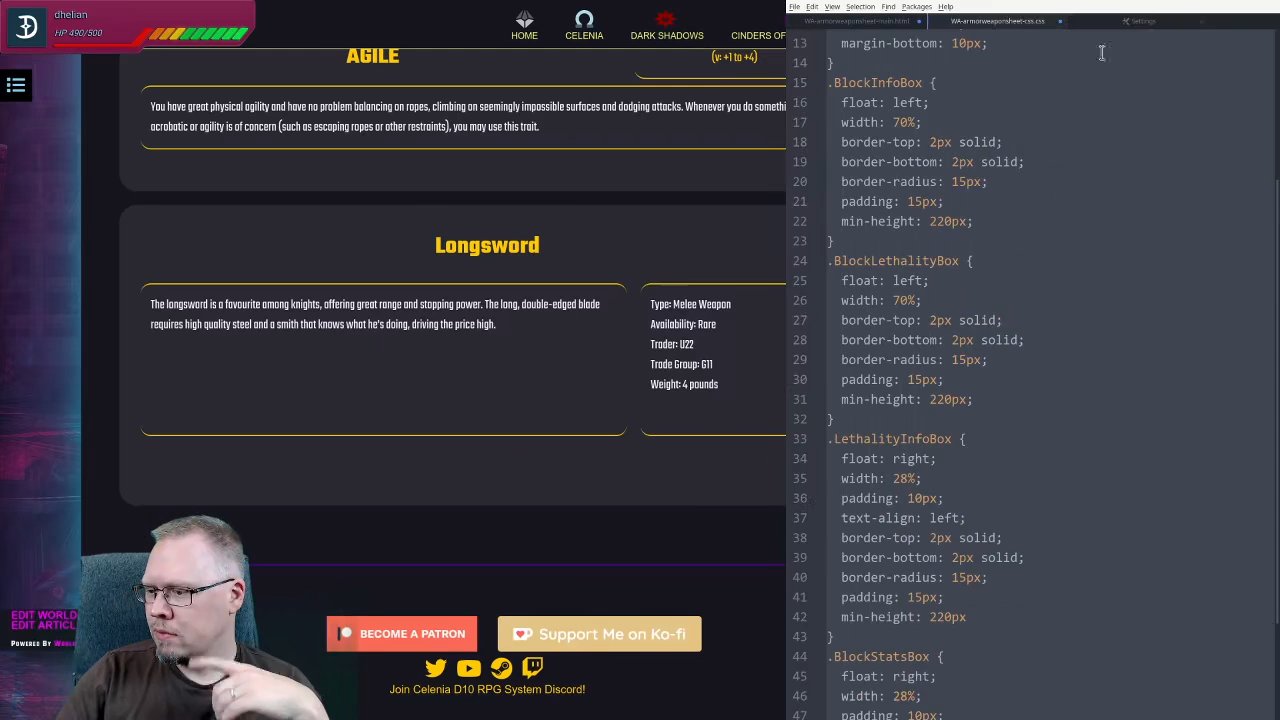 dhelian
HP 490/500
HOME
CELENIA
DARK SHADOWS
CINDERS OF
AGILE
(v: +1 to +4)
You have great physical agility and have no problem balancing on ropes, climbing on seemingly impossible surfaces and dodging attacks. Whenever you do somethi
acrobatic or agility is of concern (such as escaping ropes or other restraints), you may use this trait.
Longsword
The longsword is a favourite among knights, offering great range and stopping power. The long, double-edged blade
requires high quality steel and a smith that knows what he's doing, driving the price high.
Type: Melee Weapon
Availability: Rare
Trader: U22
Trade Group: G11
Weight: 4 pounds
EDIT WORLD
EDIT ARTIC
POWERED BY
BECOME A PATRON
Support Me on Ko-fi
Join Celenia D10 RPG System Discord!
File Edit View Selection Find Packages Help
WA-armorweaponsheet-main.html
WA-armorweaponsheet-css.css
Settings
13 margin-bottom: 10px;
14 }
15 .BlockInfoBox {
16 float: left;
17 width: 70%;
18 border-top: 2px solid;
19 border-bottom: 2px solid;
20 border-radius: 15px;
21 padding: 15px;
22 min-height: 220px;
23 }
24 .BlockLethalityBox {
25 float: left;
26 width: 70%;
27 border-top: 2px solid;
28 border-bottom: 2px solid;
29 border-radius: 15px;
30 padding: 15px;
31 min-height: 220px;
32 }
33 .LethalityInfoBox {
34 float: right;
35 width: 28%;
36 padding: 10px;
37 text-align: left;
38 border-top: 2px solid;
39 border-bottom: 2px solid;
40 border-radius: 15px;
41 padding: 15px;
42 min-height: 220px
43 }
44 .BlockStatsBox {
45 float: right;
46 width: 28%;
47 padding: 10px;